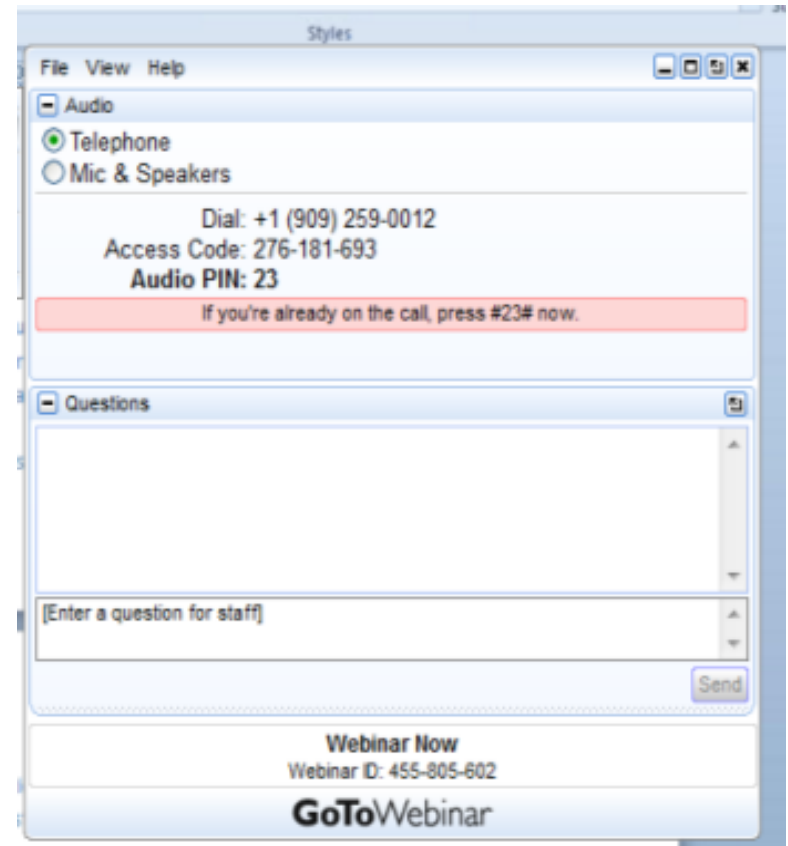 Styles
File View Help
Audio
Telephone
Mic & Speakers
Dial: +1 (909) 259-0012
Access Code: 276-181-693
Audio PIN: 23
If you're already on the call, press #23# now.
Questions
[Enter a question for staff]
Send
Webinar Now
Webinar ID: 455-805-602
GoToWebinar